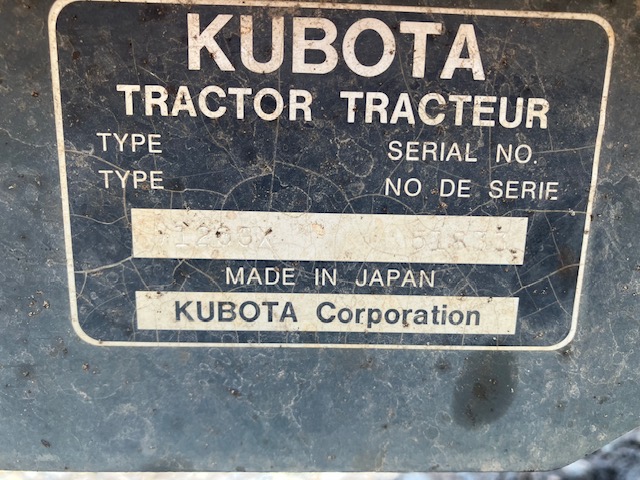 KUBOTA
TRACTOR TRACTEUR
TYPE SERIAL NO.
TYPE NO DE SERIE
MADE IN JAPAN
KUBOTA Corporation